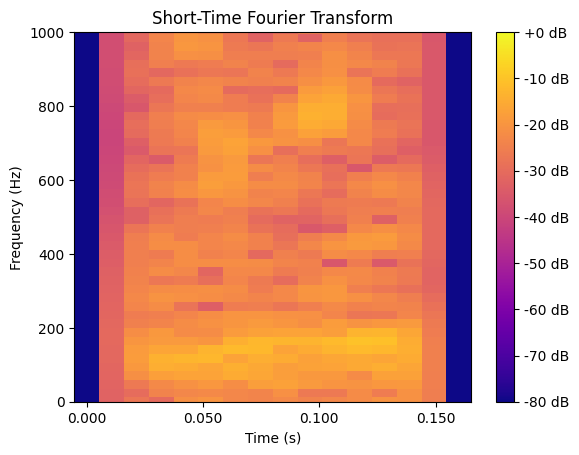 Short-Time Fourier Transform
1000
800
600
400
200
0
Frequency (Hz)
0.000
0.050
0.100
0.150
Time (s)
+0 dB
-10 dB
-20 dB
-30 dB
-40 dB
-50 dB
-60 dB
-70 dB
-80 dB